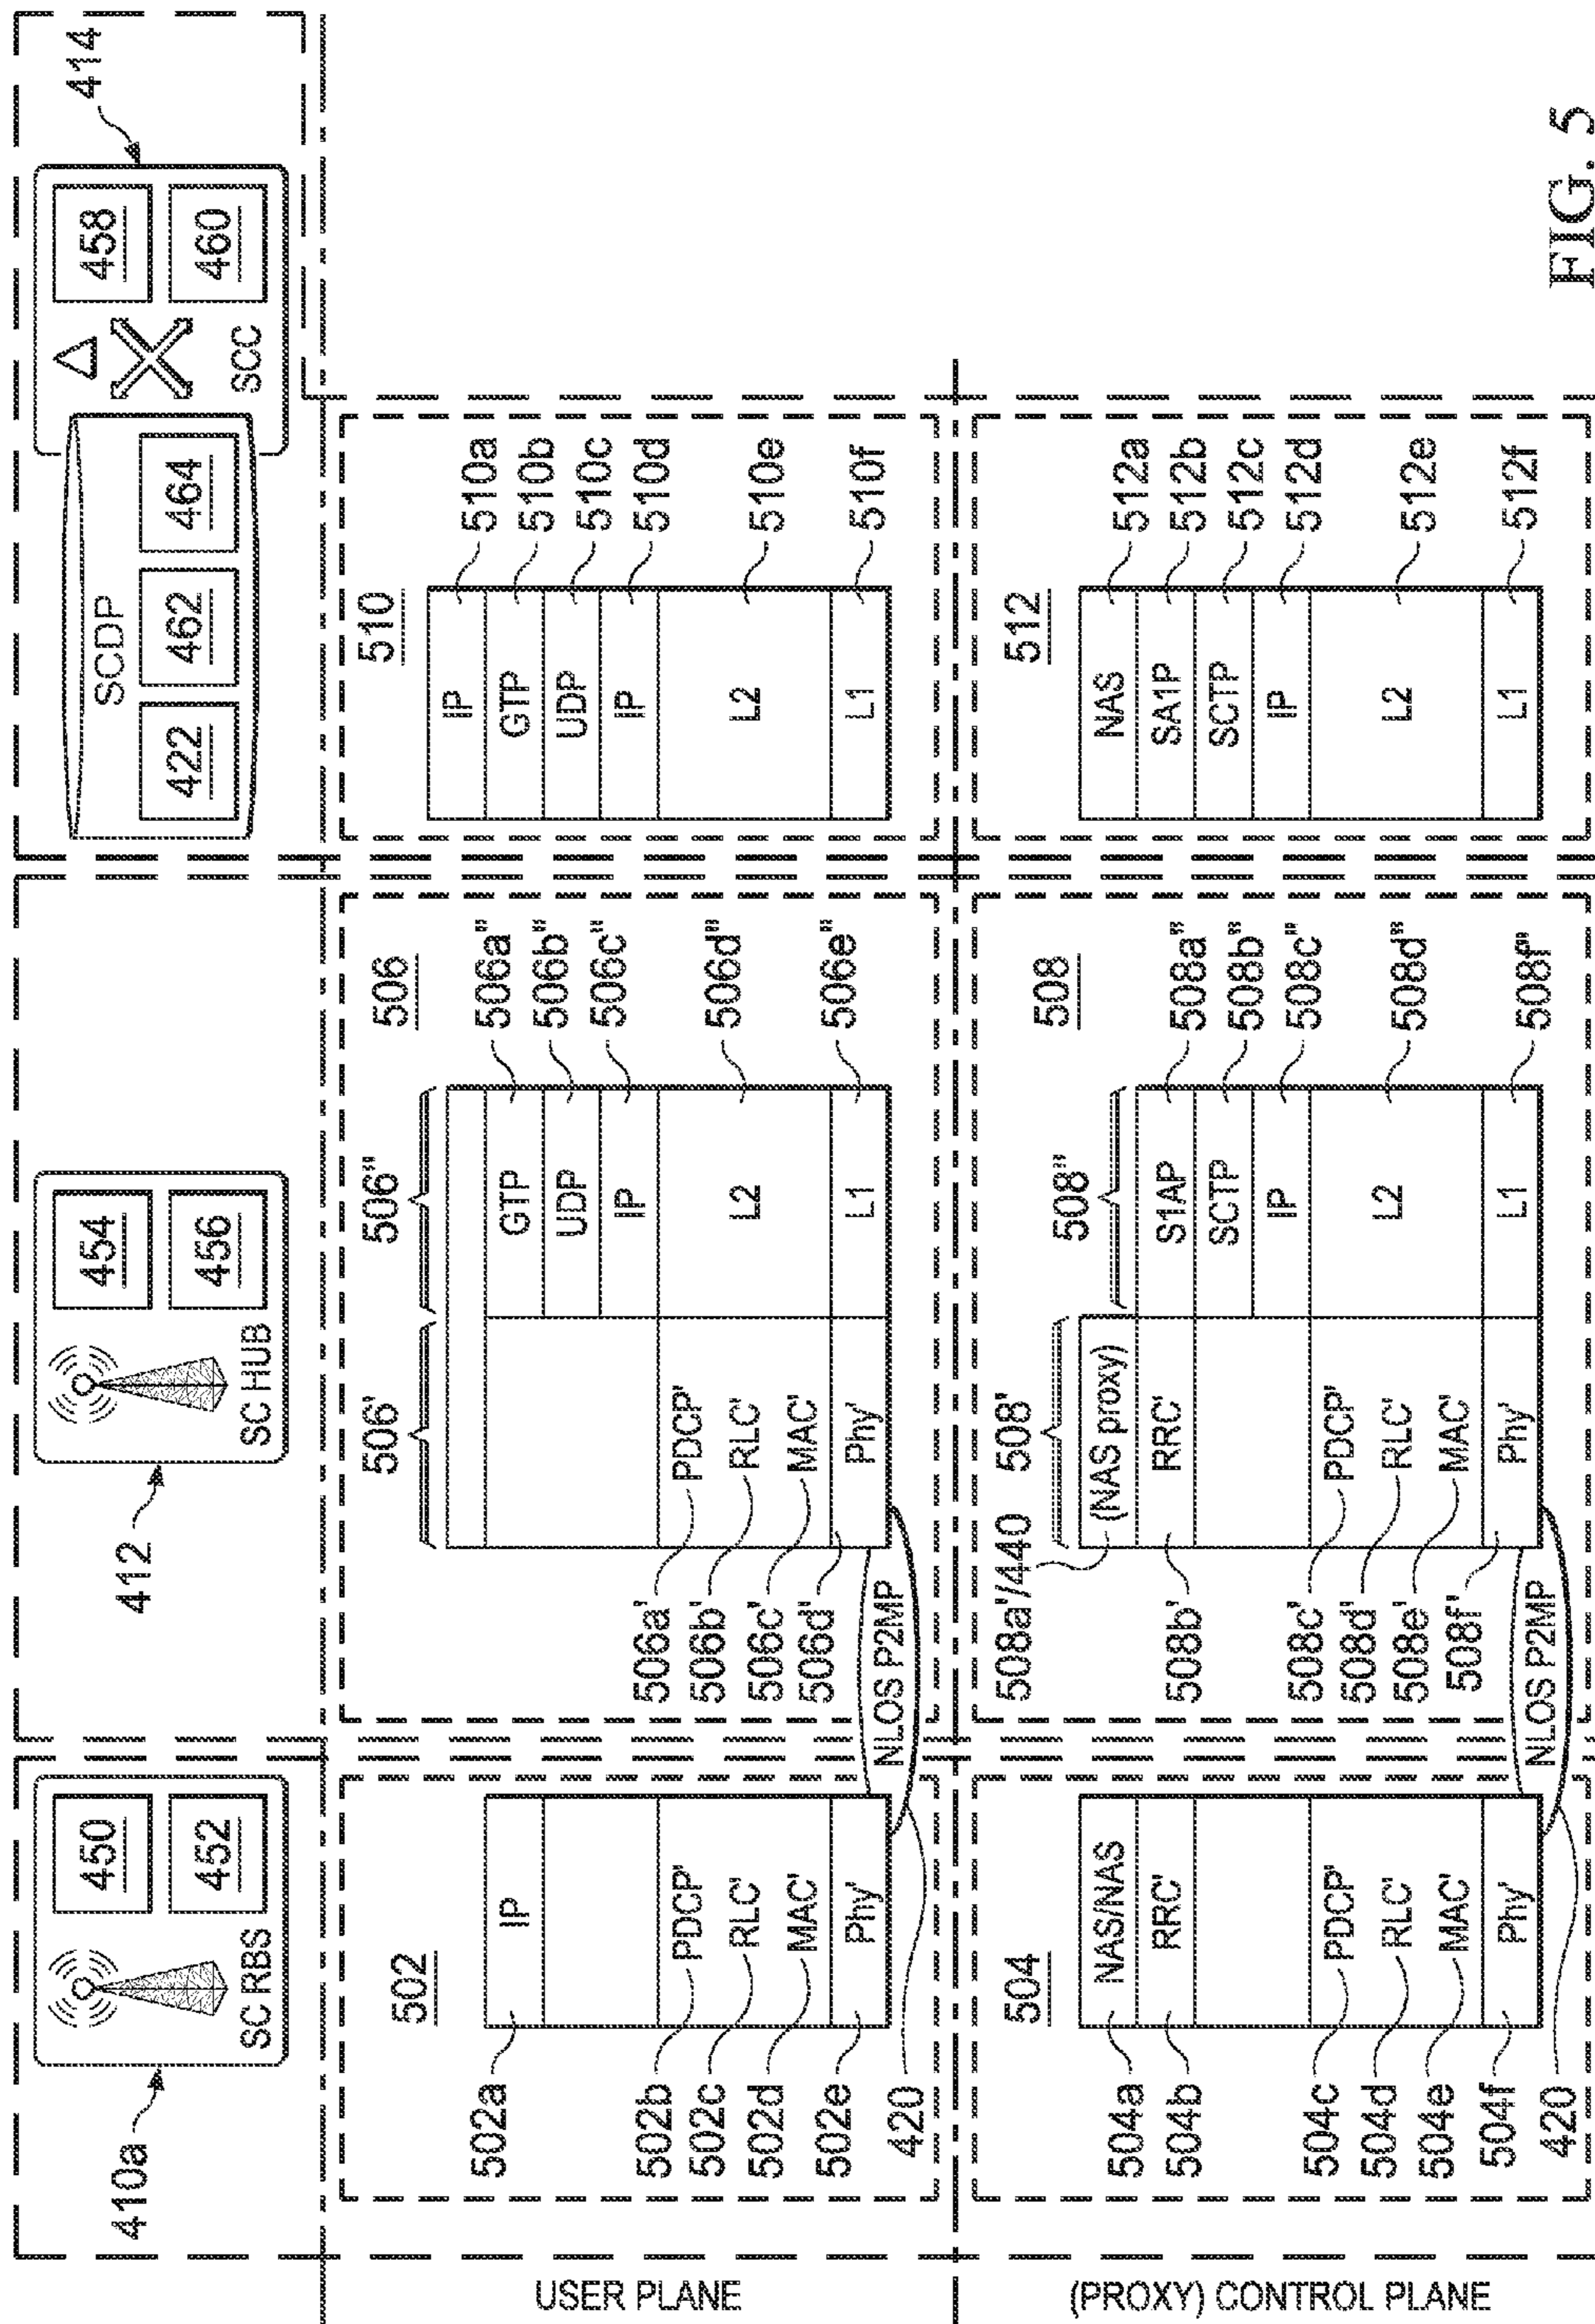 410a
SC RBS
450
452
412
SC HUB
454
456
SCDP
422
462
464
SCC
458
460
414
USER PLANE
502
502a
IP
502b
PDCP'
502c
RLC'
502d
MAC'
502e
Phy'
420
NLOS P2MP
506
506'
506"
506a'
PDCP'
506b'
RLC'
506c'
MAC'
506d'
Phy'
GTP
506a"
UDP
506b"
IP
506c"
L2
506d"
L1
506e"
510
IP
510a
GTP
510b
UDP
510c
IP
510d
L2
510e
L1
510f
(PROXY) CONTROL PLANE
504
504a
NAS/NAS
504b
RRC'
504c
PDCP'
504d
RLC'
504e
MAC'
504f
Phy'
420
NLOS P2MP
508
508a'/440
508'
508"
(NAS proxy)
508b'
RRC'
508c'
PDCP'
508d'
RLC'
508e'
MAC'
508f'
Phy'
S1AP
508a"
SCTP
508b"
IP
508c"
L2
508d"
L1
508f"
512
NAS
512a
SA1P
512b
SCTP
512c
IP
512d
L2
512e
L1
512f
FIG. 5